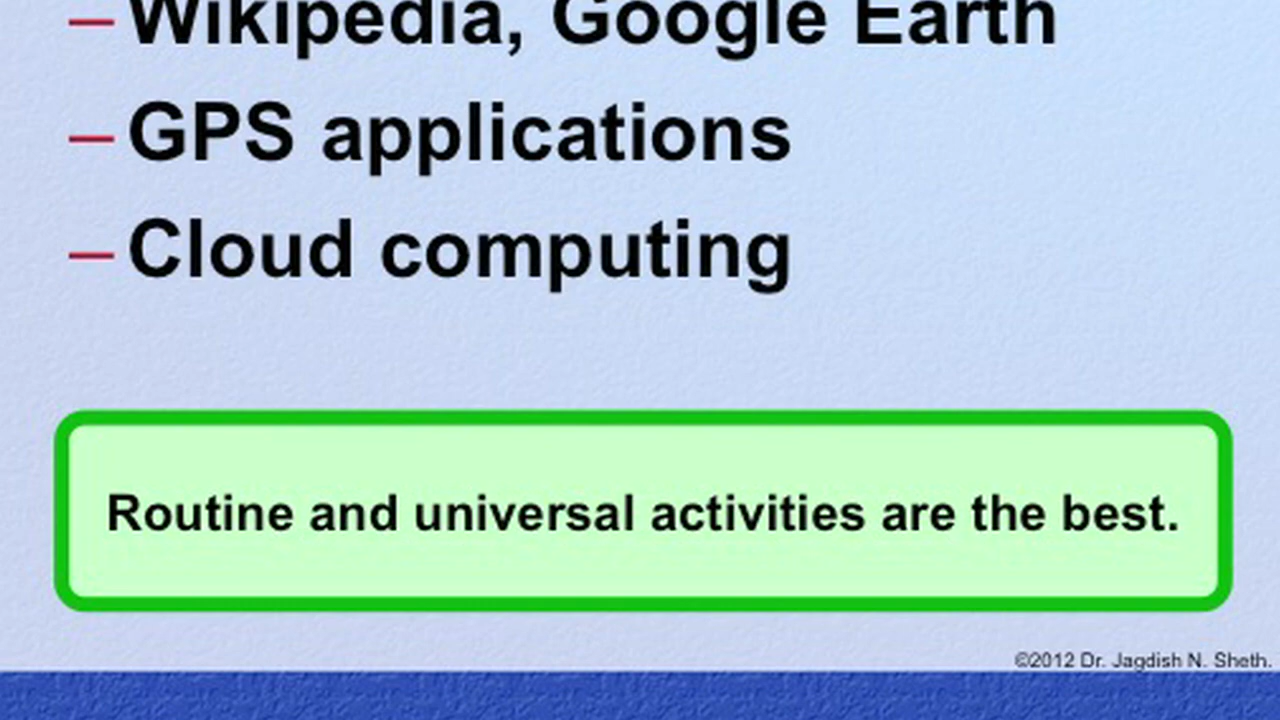 – Wikipedia, Google Earth
– GPS applications
– Cloud computing
Routine and universal activities are the best.
©2012 Dr. Jagdish N. Sheth.